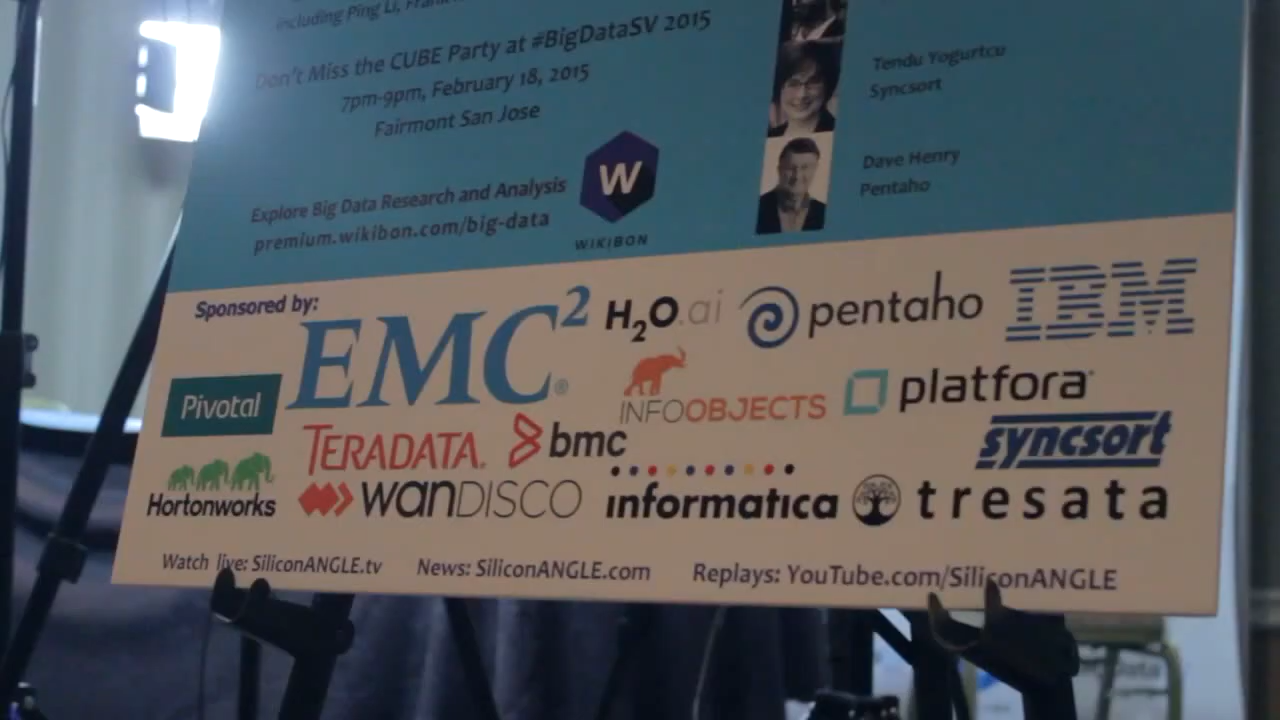 including Ping Li,
Don't Miss the CUBE Party at #BigDataSV 2015
7pm-9pm, February 18, 2015
Fairmont San Jose
Explore Big Data Research and Analysis
premium.wikibon.com/big-data
W
WIKIBON
Tendu Yogurtcu
Syncsort
Dave Henry
Pentaho
Sponsored by:
EMC²®
H2O.ai
pentaho
IBM
Pivotal
INFOOBJECTS
platfora
TERADATA
bmc
syncsort
Hortonworks
WANDISCO
informatica
tresata
Watch live: SiliconANGLE.tv
News: SiliconANGLE.com
Replays: YouTube.com/SiliconANGLE